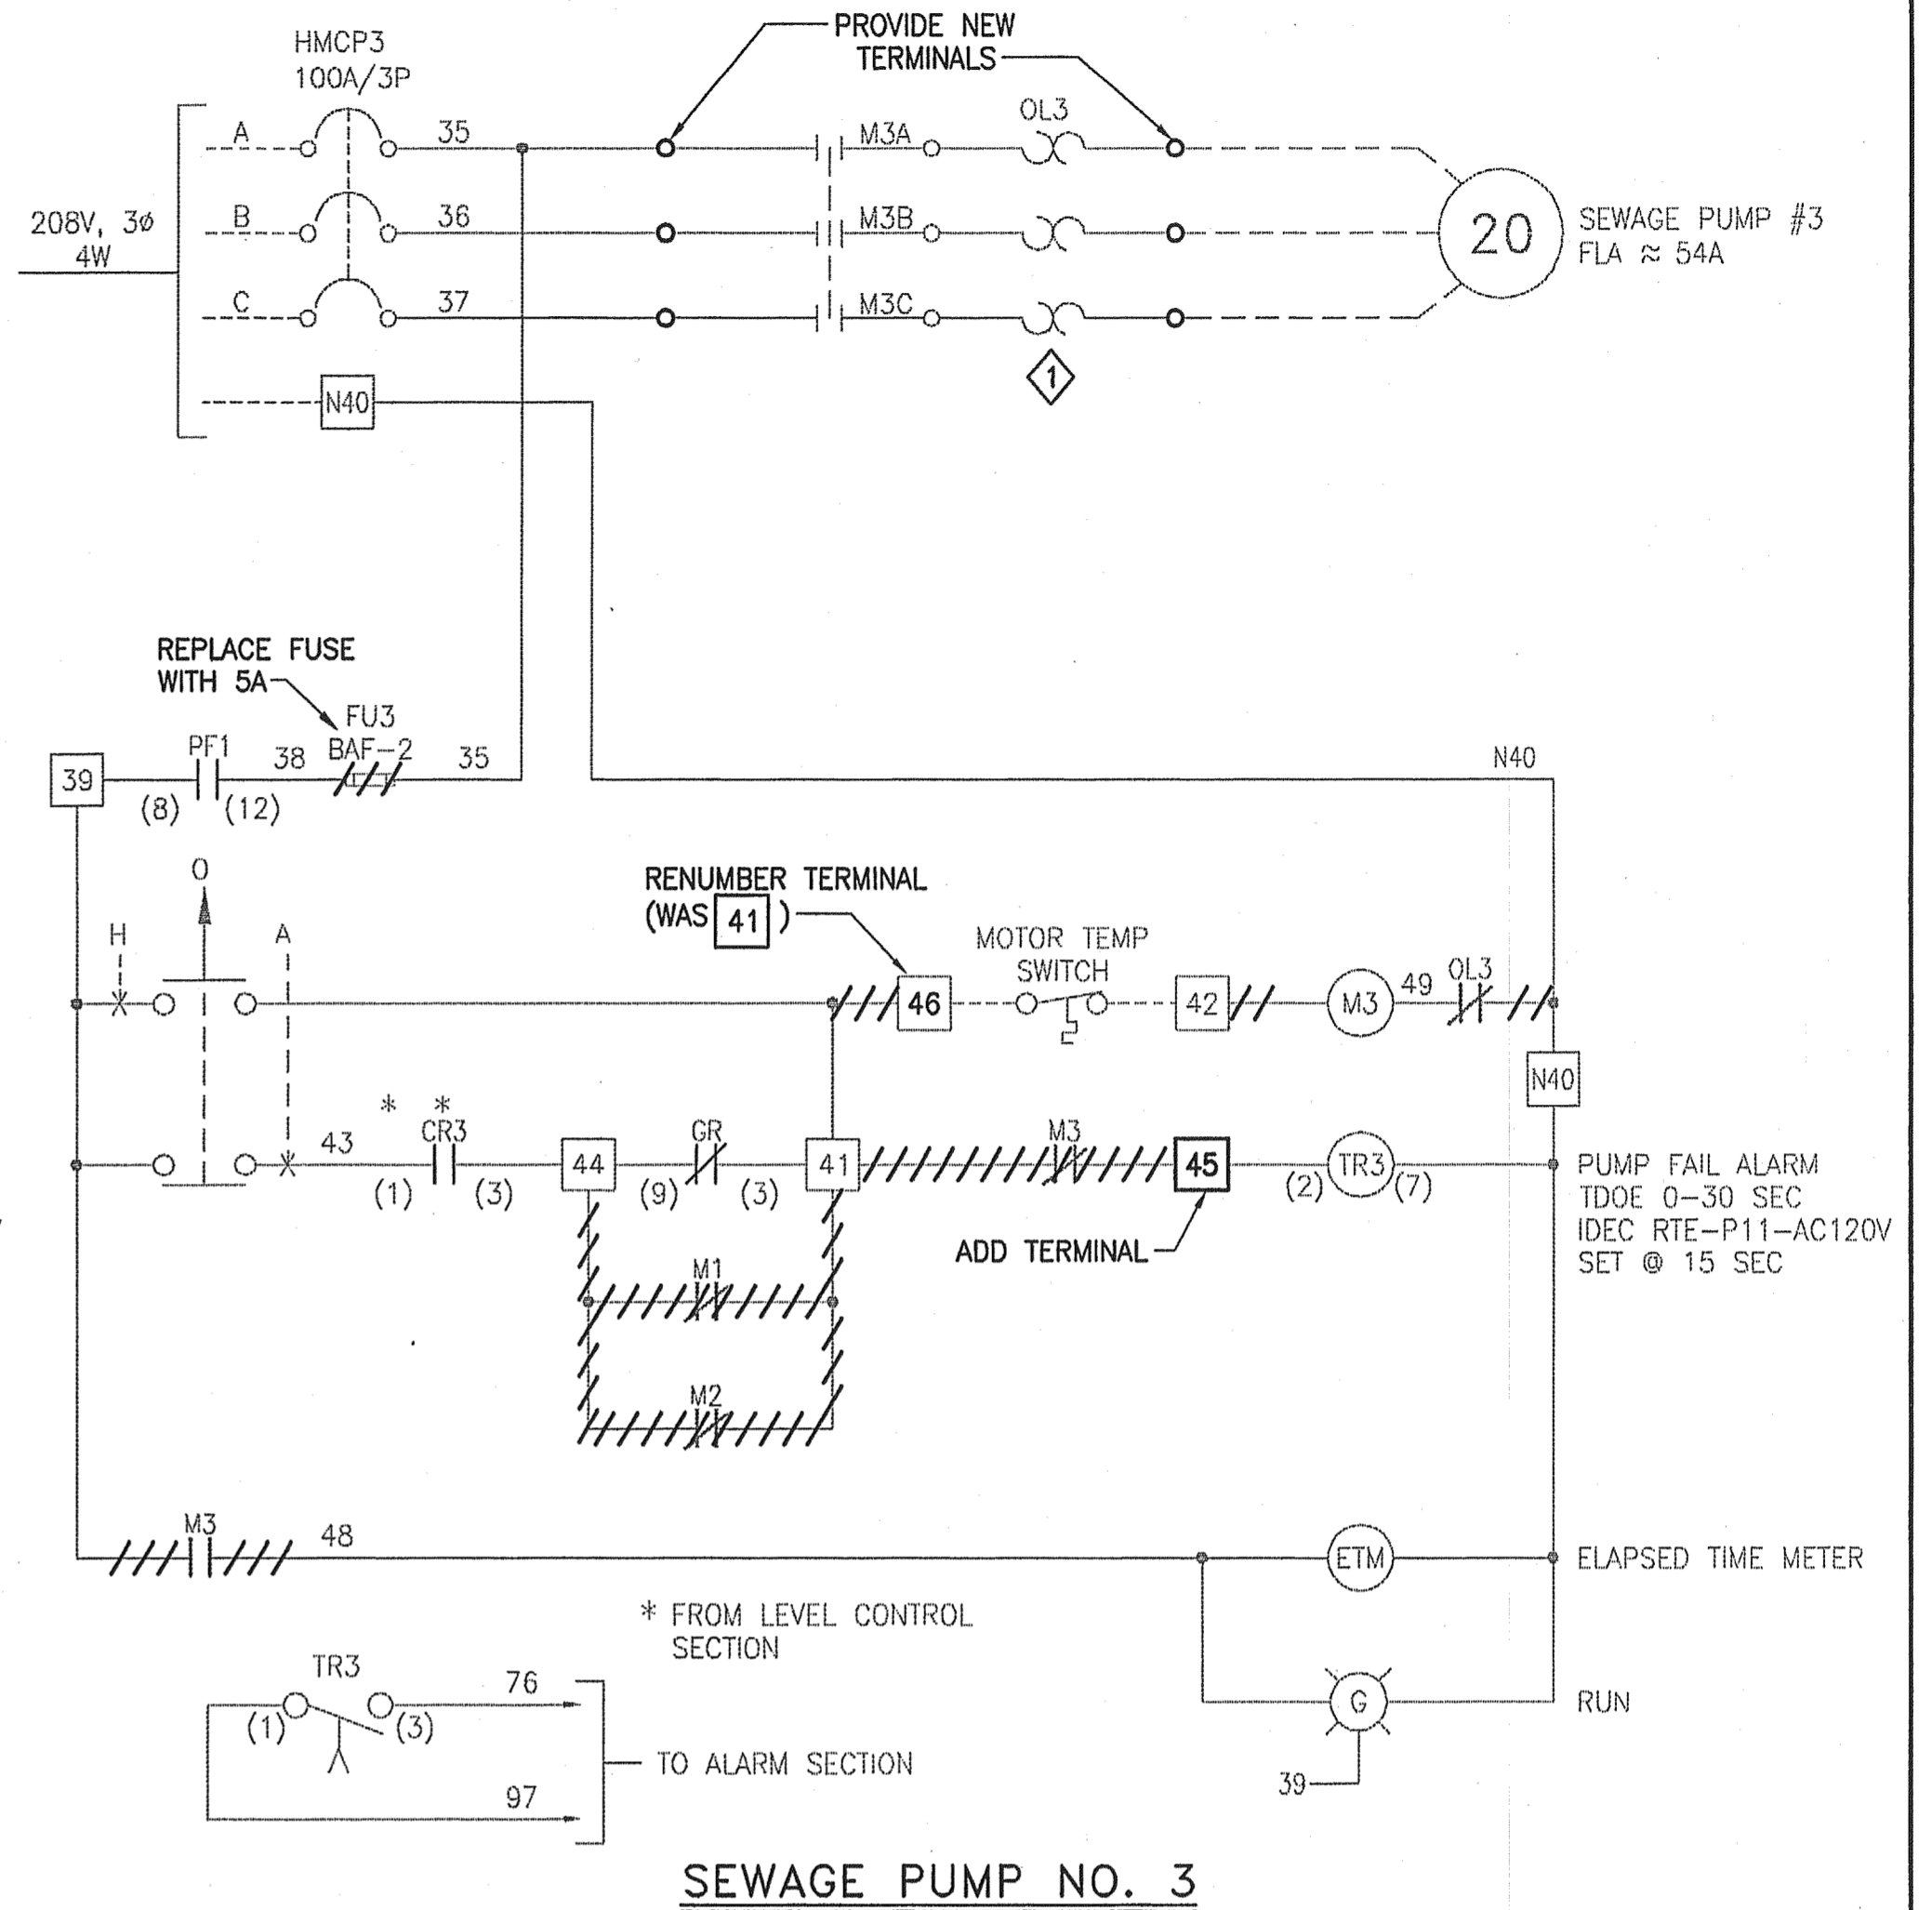 PROVIDE NEW
TERMINALS
HMCP3
100A/3P
OL3
A
35
M3A
B
36
M3B
C
37
M3C
208V, 3ø
4W
20
SEWAGE PUMP #3
FLA ≈ 54A
1
N40
REPLACE FUSE
WITH 5A
FU3
BAF-2
PF1
38
35
39
(8)
(12)
N40
O
H
A
RENUMBER TERMINAL
(WAS 41 )
MOTOR TEMP
SWITCH
46
42
M3
49
OL3
N40
* *
43
CR3
(1)
(3)
44
GR
(9)
(3)
41
M3
45
(2)
TR3
(7)
PUMP FAIL ALARM
TDOE 0-30 SEC
IDEC RTE-P11-AC120V
SET @ 15 SEC
ADD TERMINAL
M1
M2
M3
48
ETM
ELAPSED TIME METER
* FROM LEVEL CONTROL
SECTION
TR3
76
(1)
(3)
97
TO ALARM SECTION
G
RUN
39
SEWAGE PUMP NO. 3